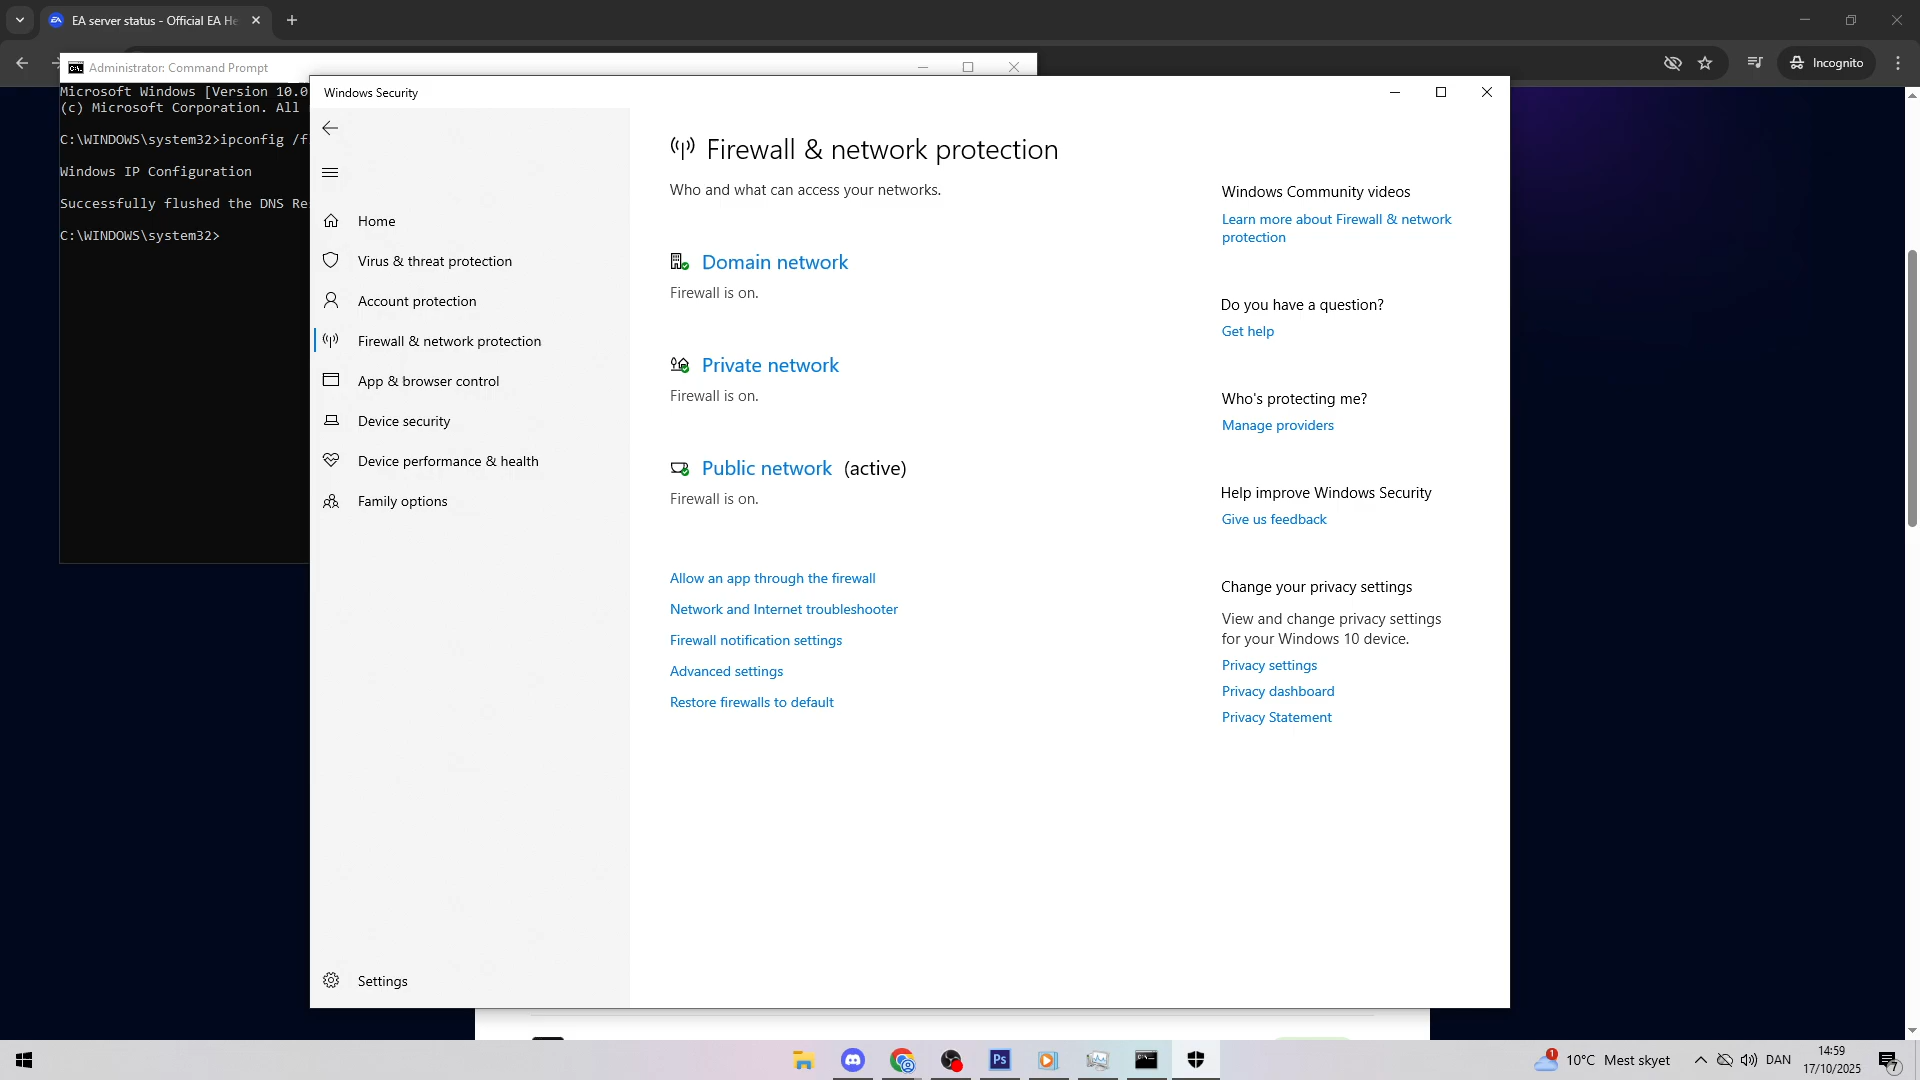 EA server status - Official EA He
Incognito
Administrator: Command Prompt
Microsoft Windows [Version 10.0
(c) Microsoft Corporation. All
C:\WINDOWS\system32>ipconfig /fl
Windows IP Configuration
Successfully flushed the DNS Re
C:\WINDOWS\system32>
Windows Security
Home
Virus & threat protection
Account protection
Firewall & network protection
App & browser control
Device security
Device performance & health
Family options
Settings
Firewall & network protection
Who and what can access your networks.
Domain network
Firewall is on.
Private network
Firewall is on.
Public network (active)
Firewall is on.
Allow an app through the firewall
Network and Internet troubleshooter
Firewall notification settings
Advanced settings
Restore firewalls to default
Windows Community videos
Learn more about Firewall & network
protection
Do you have a question?
Get help
Who's protecting me?
Manage providers
Help improve Windows Security
Give us feedback
Change your privacy settings
View and change privacy settings
for your Windows 10 device.
Privacy settings
Privacy dashboard
Privacy Statement
Ps
1
10°C Mest skyet
DAN
14:59
17/10/2025
7